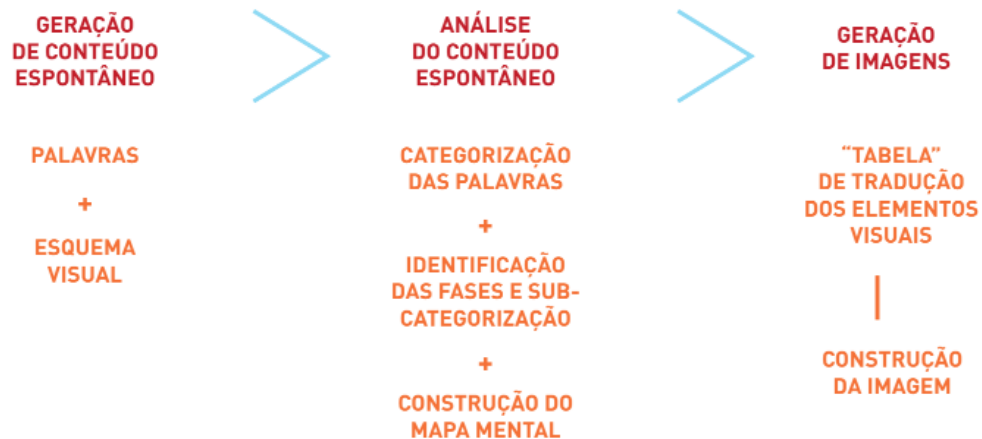 GERAÇÃO
DE CONTEÚDO
ESPONTÂNEO
PALAVRAS
+
ESQUEMA
VISUAL
ANÁLISE
DO CONTEÚDO
ESPONTÂNEO
CATEGORIZAÇÃO
DAS PALAVRAS
+
IDENTIFICAÇÃO
DAS FASES E SUB-
CATEGORIZAÇÃO
+
CONSTRUÇÃO DO
MAPA MENTAL
GERAÇÃO
DE IMAGENS
“TABELA”
DE TRADUÇÃO
DOS ELEMENTOS
VISUAIS
CONSTRUÇÃO
DA IMAGEM